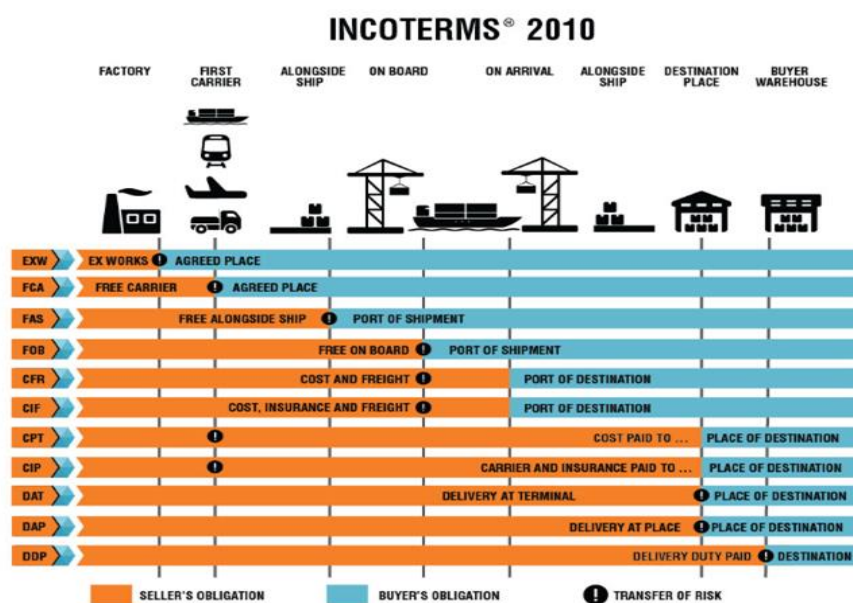 INCOTERMS® 2010
FACTORY
FIRST
CARRIER
ALONGSIDE
SHIP
ON BOARD
ON ARRIVAL
ALONGSIDE
SHIP
DESTINATION
PLACE
BUYER
WAREHOUSE
EXW EX WORKS ! AGREED PLACE
FCA FREE CARRIER ! AGREED PLACE
FAS FREE ALONGSIDE SHIP ! PORT OF SHIPMENT
FOB FREE ON BOARD ! PORT OF SHIPMENT
CFR COST AND FREIGHT ! PORT OF DESTINATION
CIF COST, INSURANCE AND FREIGHT ! PORT OF DESTINATION
CPT ! COST PAID TO ... PLACE OF DESTINATION
CIP ! CARRIER AND INSURANCE PAID TO ... PLACE OF DESTINATION
DAT DELIVERY AT TERMINAL ! PLACE OF DESTINATION
DAP DELIVERY AT PLACE ! PLACE OF DESTINATION
DDP DELIVERY DUTY PAID ! DESTINATION
SELLER'S OBLIGATION BUYER'S OBLIGATION ! TRANSFER OF RISK